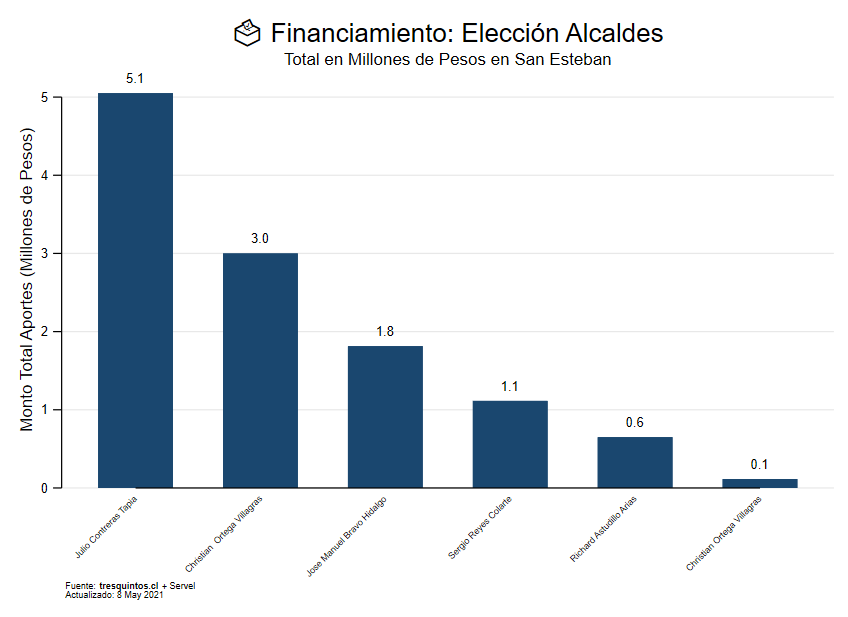 Financiamiento: Elección Alcaldes
Total en Millones de Pesos en San Esteban
Monto Total Aportes (Millones de Pesos)
5
4
3
2
1
0
5.1
3.0
1.8
1.1
0.6
0.1
Julio Contreras Tapia
Christian  Ortega Villagras
Jose Manuel Bravo Hidalgo
Sergio Reyes Colarte
Richard Astudillo Arias
Christian Ortega Villagras
Fuente: tresquintos.cl + Servel
Actualizado: 8 May 2021